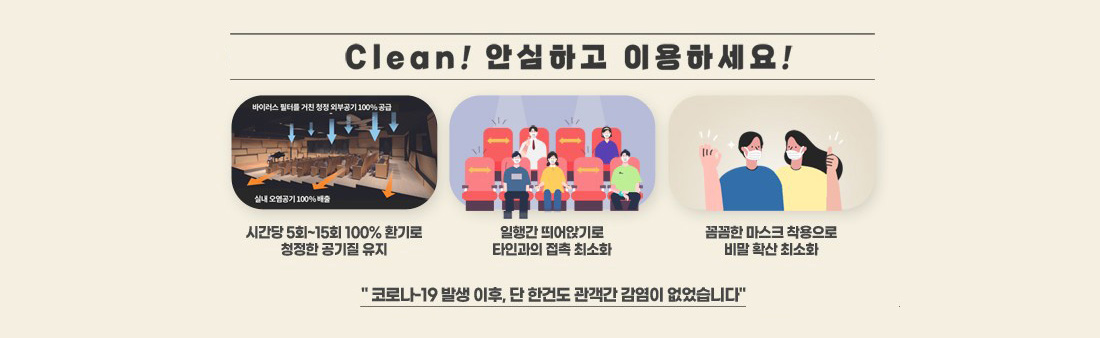 Clean! 안심하고 이용하세요!
바이러스 필터를 거친 청정 외부공기 100% 공급
실내 오염공기 100% 배출
시간당 5회~15회 100% 환기로
청정한 공기질 유지
일행간 띄어앉기로
타인과의 접촉 최소화
꼼꼼한 마스크 착용으로
비말 확산 최소화
" 코로나-19 발생 이후, 단 한건도 관객간 감염이 없었습니다"